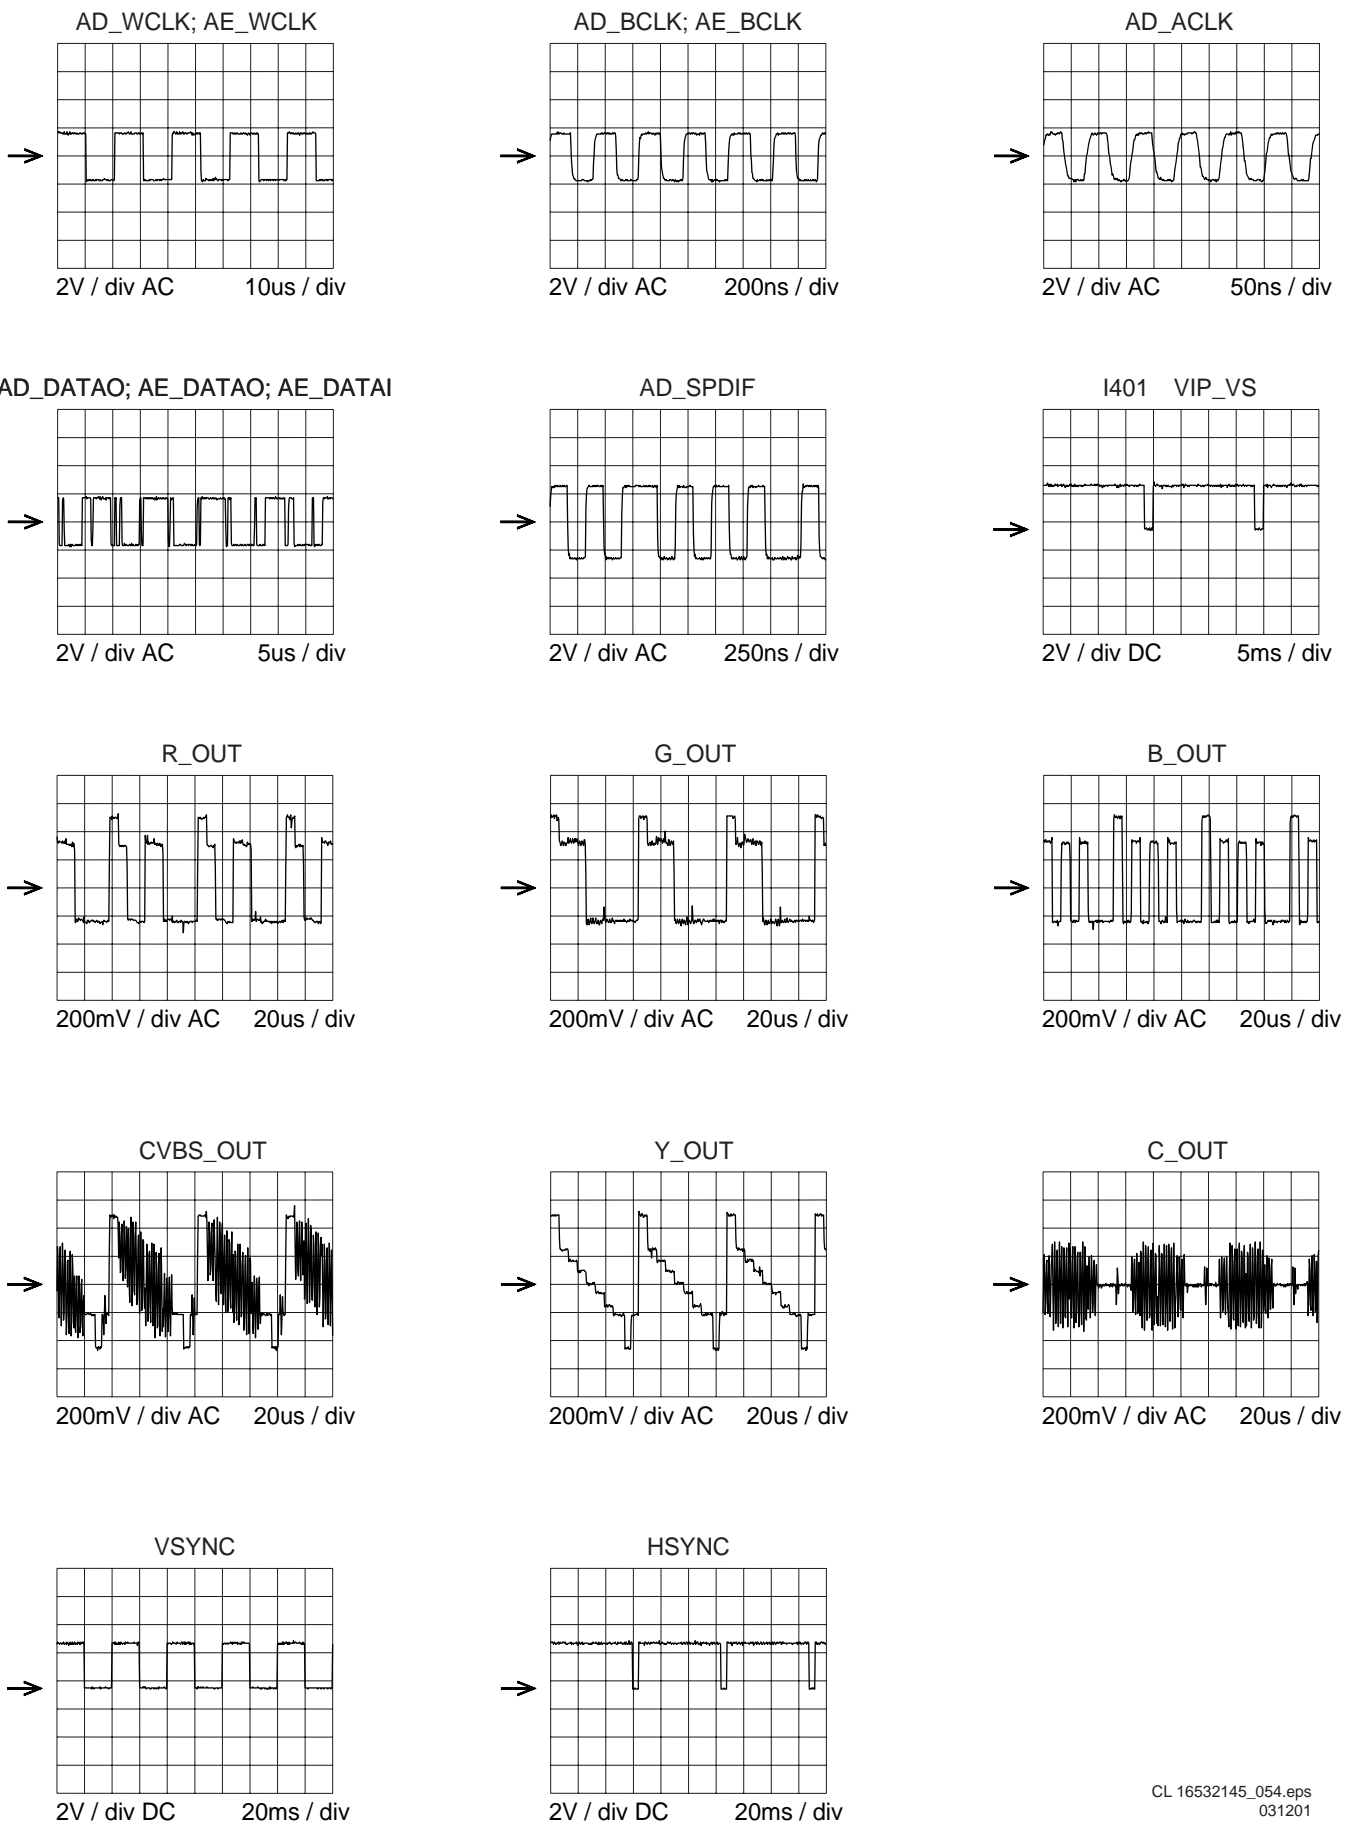 AD_WCLK; AE_WCLK
AD_BCLK; AE_BCLK
AD_ACLK
2V / div AC 10us / div
2V / div AC 200ns / div
2V / div AC 50ns / div
AD_DATAO; AE_DATAO; AE_DATAI
AD_SPDIF
I401 VIP_VS
2V / div AC 5us / div
2V / div AC 250ns / div
2V / div DC 5ms / div
R_OUT
G_OUT
B_OUT
200mV / div AC 20us / div
200mV / div AC 20us / div
200mV / div AC 20us / div
CVBS_OUT
Y_OUT
C_OUT
200mV / div AC 20us / div
200mV / div AC 20us / div
200mV / div AC 20us / div
VSYNC
HSYNC
2V / div DC 20ms / div
2V / div DC 20ms / div
CL 16532145_054.eps
031201